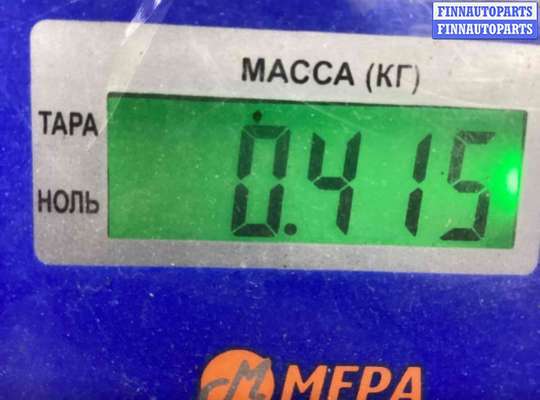 FINNAUTOPARTS
FINNAUTOPARTS
МАССА (КГ)
ТАРА
0.415
НОЛЬ
МЕРА